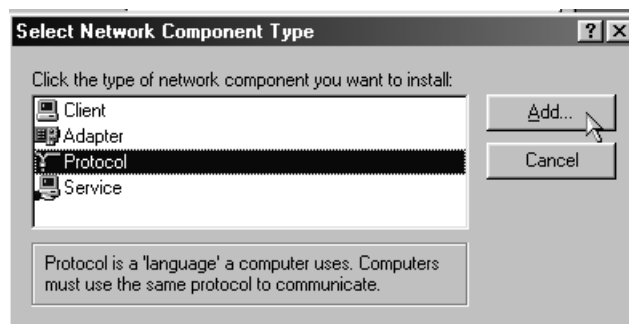 Select Network Component Type
Click the type of network component you want to install:
Client
Add...
Adapter
Protocol
Cancel
Service
Protocol is a 'language' a computer uses. Computers
must use the same protocol to communicate.